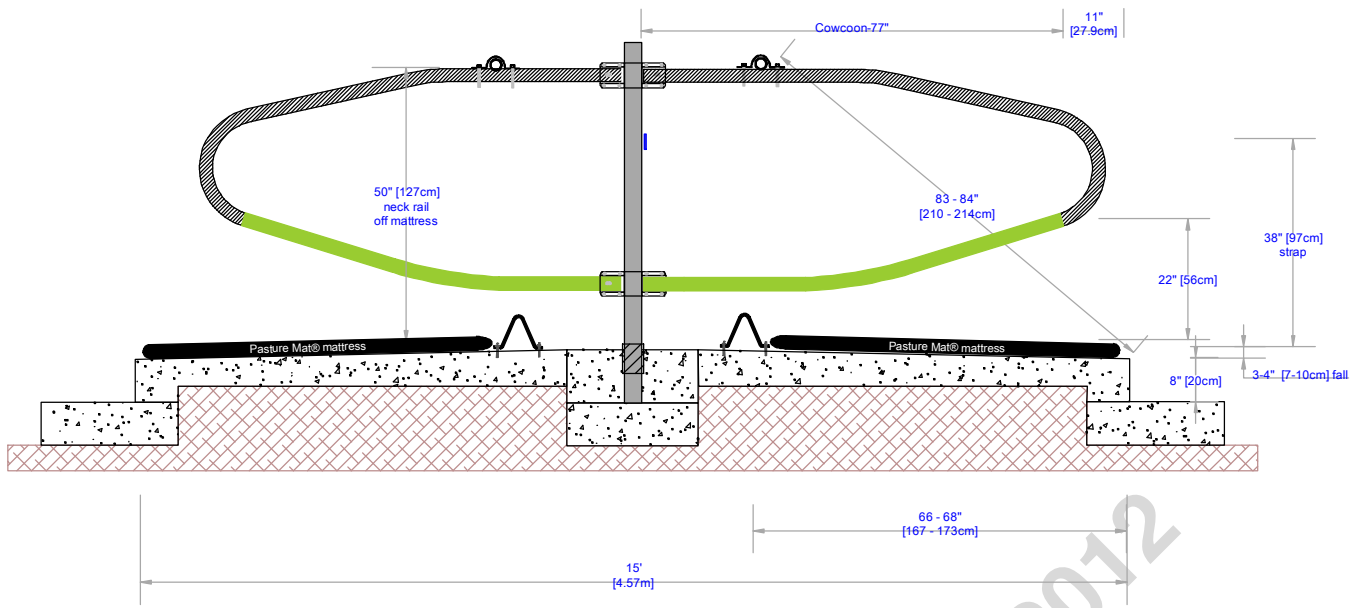 11"
[27.9cm]
Cowcoon-77"
50" [127cm]
neck rail
off mattress
83 - 84"
[210 - 214cm]
38" [97cm]
strap
22" [56cm]
Pasture Mat® mattress
Pasture Mat® mattress
3-4" [7-10cm] fall
8" [20cm]
66 - 68"
[167 - 173cm]
15'
[4.57m]
2012